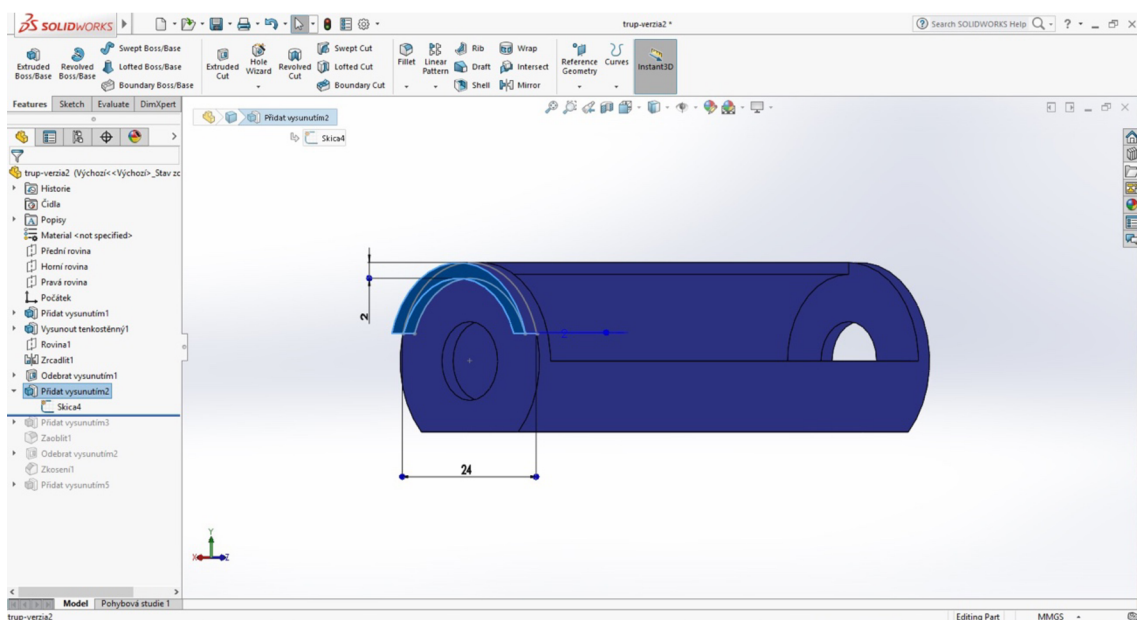 SOLIDWORKS
trup-verzia2 *
Search SOLIDWORKS Help
Extruded Boss/Base
Revolved Boss/Base
Swept Boss/Base
Lofted Boss/Base
Boundary Boss/Base
Extruded Cut
Hole Wizard
Revolved Cut
Swept Cut
Lofted Cut
Boundary Cut
Fillet
Linear Pattern
Rib
Draft
Shell
Wrap
Intersect
Mirror
Reference Geometry
Curves
Instant3D
Features Sketch Evaluate DimXpert
Přidat vysunutím2
Skica4
trup-verzia2 (Výchozí<<Výchozí>_Stav zc
Historie
Čidla
Popisy
Material <not specified>
Přední rovina
Horní rovina
Pravá rovina
Počátek
Přidat vysunutím1
Vysunout tenkostěnný1
Rovina1
Zrcadlit1
Odebrat vysunutím1
Přidat vysunutím2
Skica4
Přidat vysunutím3
Zaoblit1
Odebrat vysunutím2
Zkosení1
Přidat vysunutím5
2
24
Y
X Z
Model Pohybová studie 1
trup-verzia2
Editing Part MMGS